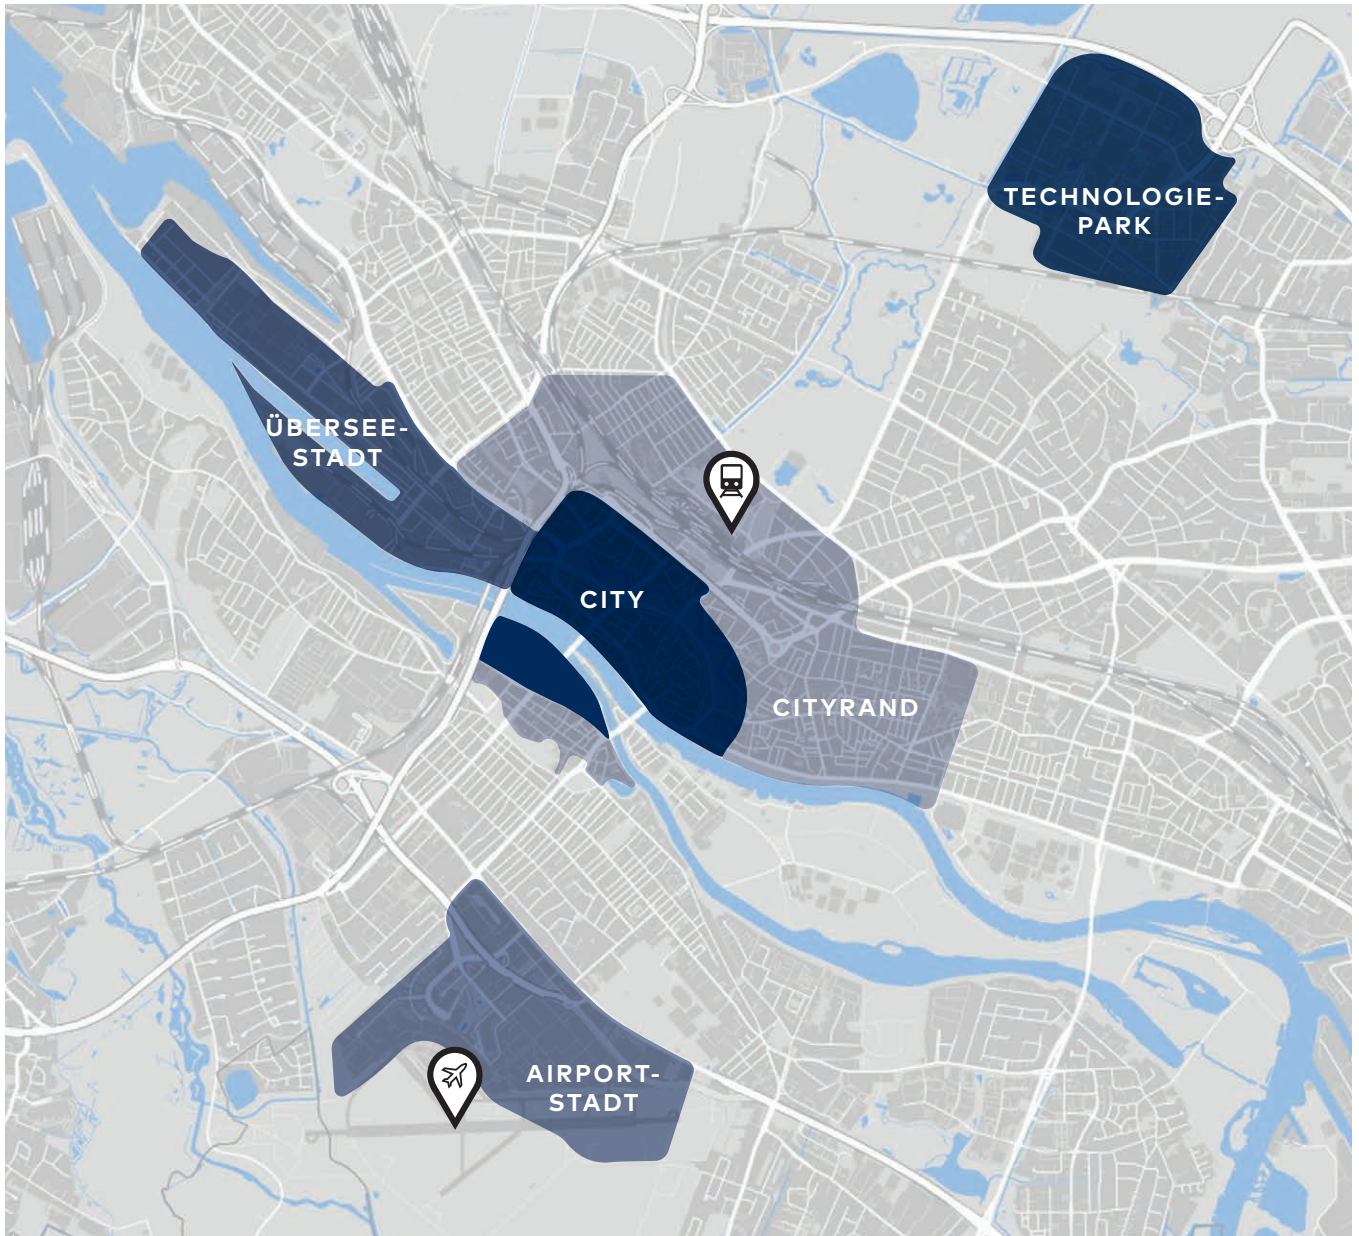 TECHNOLOGIE-
PARK
ÜBERSEE-
STADT
CITY
CITYRAND
AIRPORT-
STADT